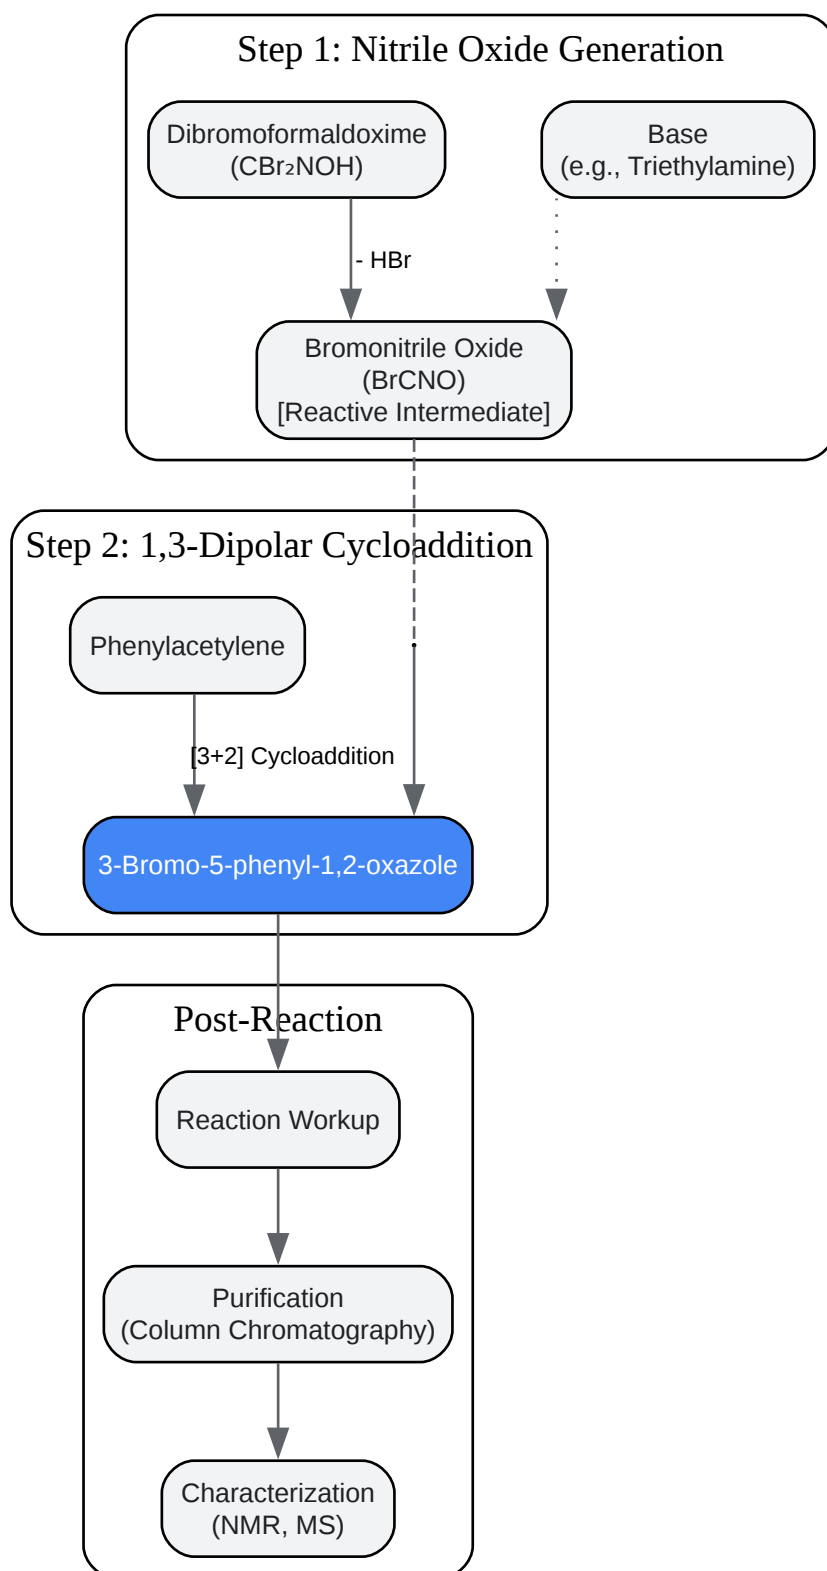 Step 1: Nitrile Oxide Generation
Dibromoformaldoxime
(CBr₂NOH)
Base
(e.g., Triethylamine)
- HBr
Bromonitrile Oxide
(BrCNO)
[Reactive Intermediate]
Step 2: 1,3-Dipolar Cycloaddition
Phenylacetylene
[3+2] Cycloaddition
3-Bromo-5-phenyl-1,2-oxazole
Post-Reaction
Reaction Workup
Purification
(Column Chromatography)
Characterization
(NMR, MS)